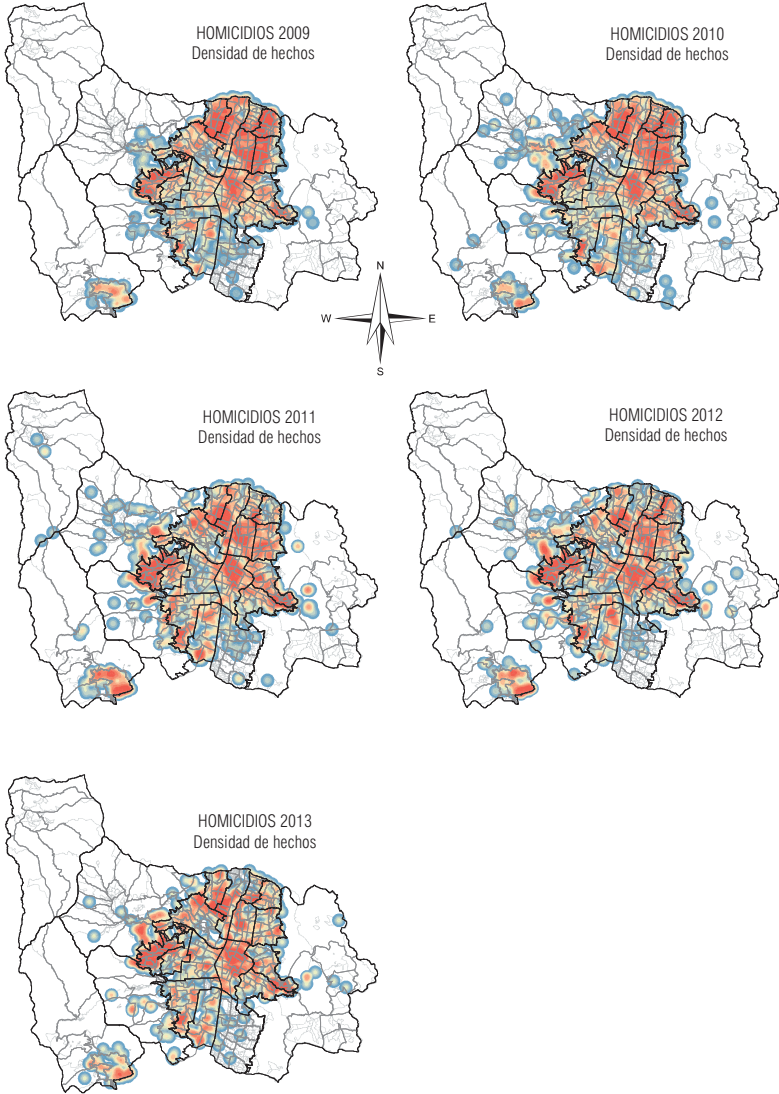 HOMICIDIOS 2009
Densidad de hechos
HOMICIDIOS 2010
Densidad de hechos
N
W
E
S
HOMICIDIOS 2011
Densidad de hechos
HOMICIDIOS 2012
Densidad de hechos
HOMICIDIOS 2013
Densidad de hechos